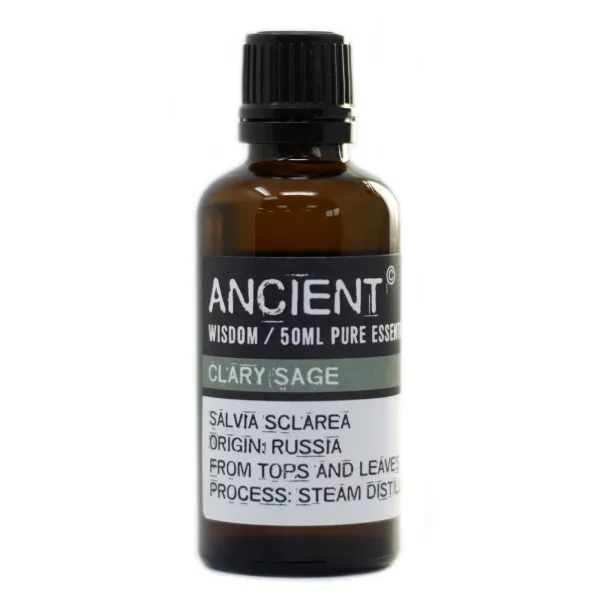 ANCIENT ©
WISDOM / 50ML PURE ESSENT
CLARY SAGE
SALVIA SCLAREA
ORIGIN: RUSSIA
FROM TOPS AND LEAVES
PROCESS: STEAM DISTIL